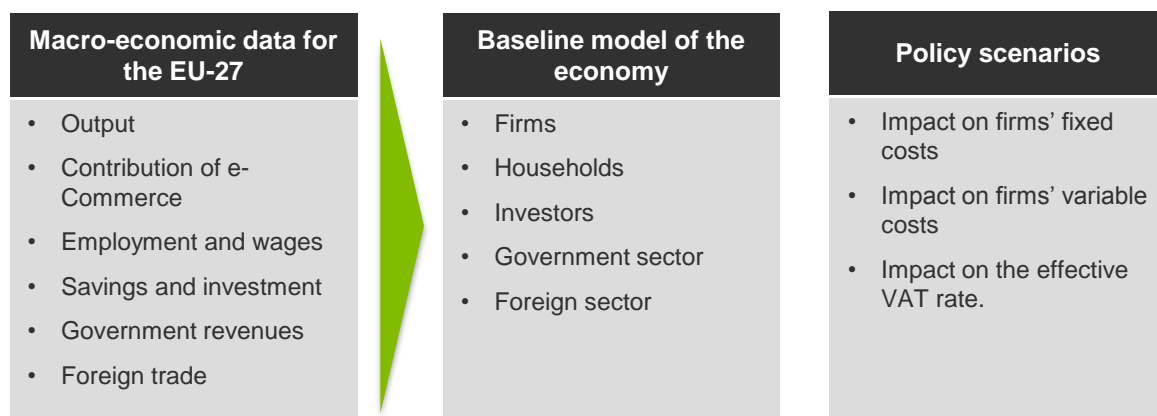 Macro-economic data for
the EU-27
• Output
• Contribution of e-
Commerce
• Employment and wages
• Savings and investment
• Government revenues
• Foreign trade
Baseline model of the
economy
• Firms
• Households
• Investors
• Government sector
• Foreign sector
Policy scenarios
• Impact on firms’ fixed
costs
• Impact on firms’ variable
costs
• Impact on the effective
VAT rate.